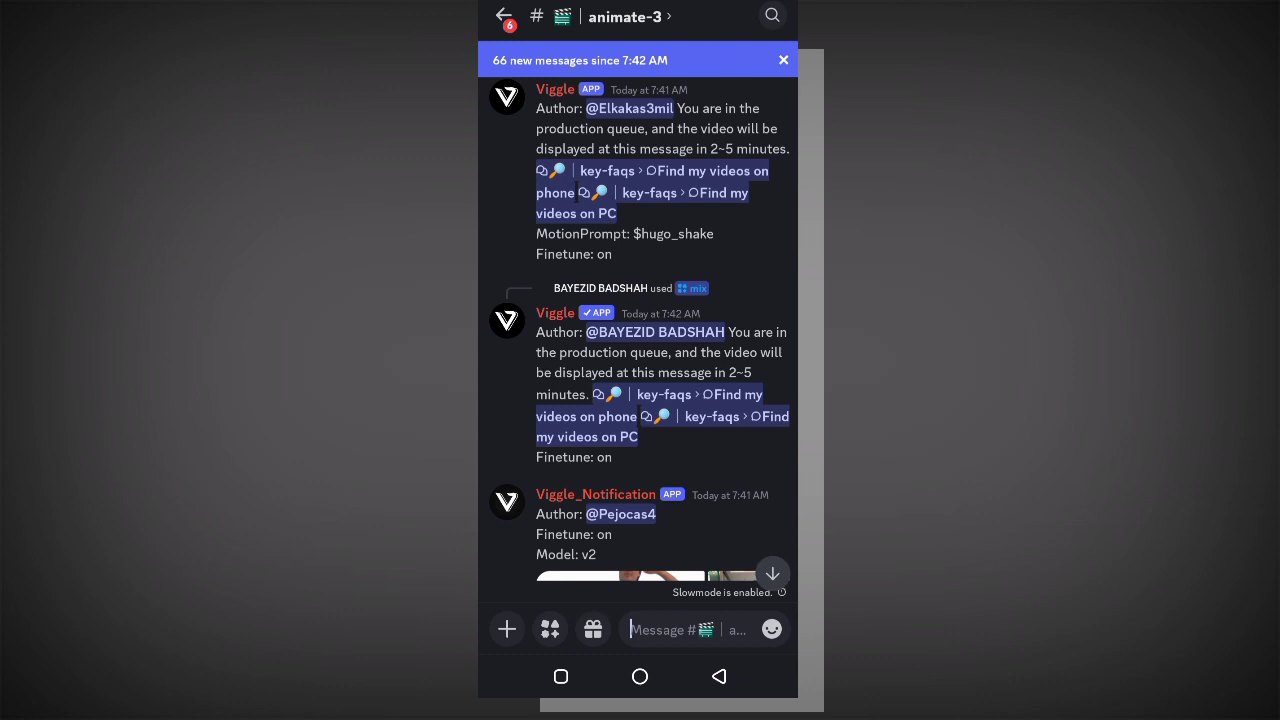 6
# 🎬 | animate-3 ›
66 new messages since 7:42 AM
Viggle APP Today at 7:41 AM
Author: @Elkakas3mil You are in the
production queue, and the video will be
displayed at this message in 2~5 minutes.
🔎 | key-faqs › Find my videos on
phone 🔎 | key-faqs › Find my
videos on PC
MotionPrompt: $hugo_shake
Finetune: on
BAYEZID BADSHAH used mix
Viggle ✓ APP Today at 7:42 AM
Author: @BAYEZID BADSHAH You are in
the production queue, and the video will
be displayed at this message in 2~5
minutes. 🔎 | key-faqs › Find my
videos on phone 🔎 | key-faqs › Find
my videos on PC
Finetune: on
Viggle_Notification APP Today at 7:41 AM
Author: @Pejocas4
Finetune: on
Model: v2
Slowmode is enabled.
Message #🎬 | a...